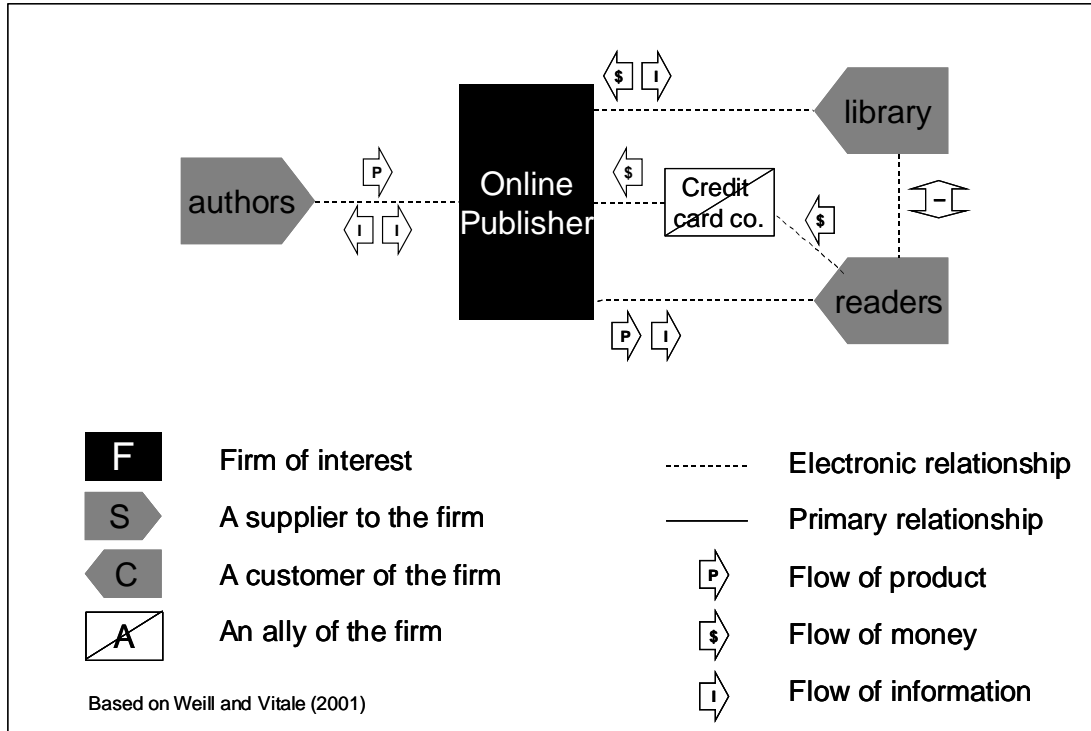 $ I
library
P
authors
Online
Publisher
$
Credit
card co.
$
I
I I
readers
P I
F Firm of interest
S A supplier to the firm
C A customer of the firm
A An ally of the firm
Based on Weill and Vitale (2001)
Electronic relationship
Primary relationship
P Flow of product
$ Flow of money
I Flow of information